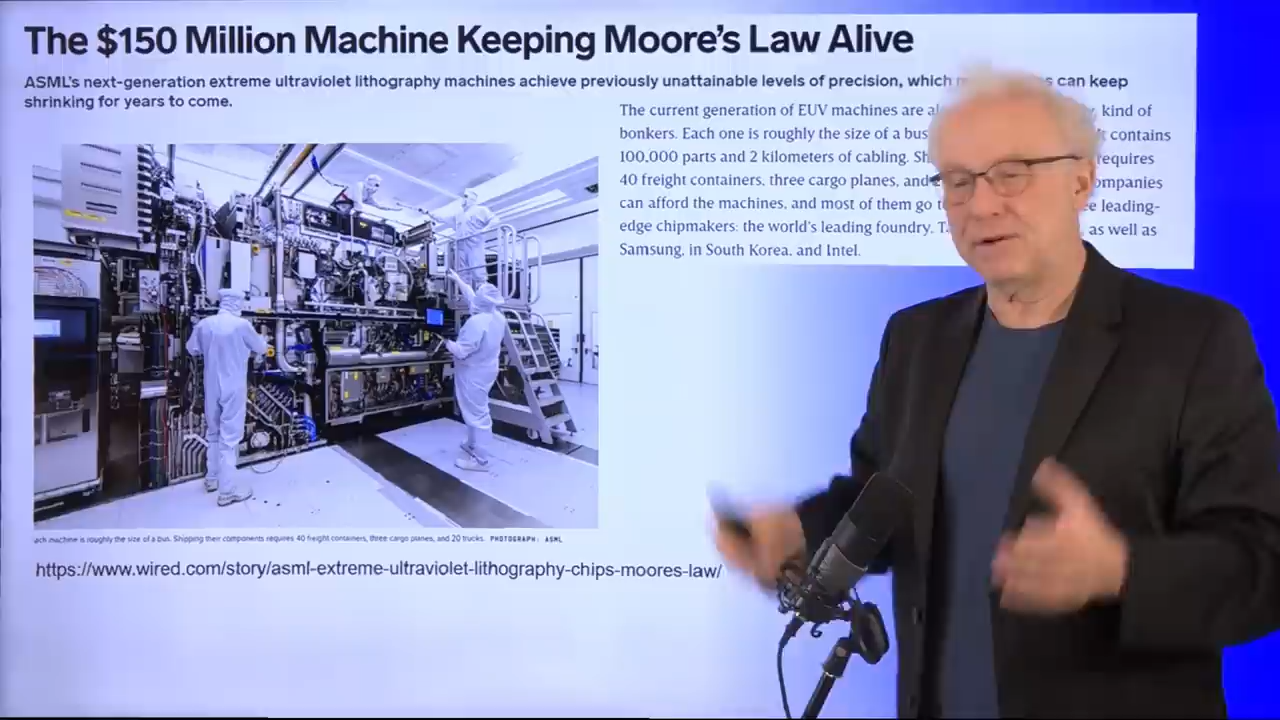 The $150 Million Machine Keeping Moore's Law Alive
ASML's next-generation extreme ultraviolet lithography machines achieve previously unattainable levels of precision, which can keep
shrinking for years to come.
The current generation of EUV machines are kind of
bonkers. Each one is roughly the size of a bus contains
100,000 parts and 2 kilometers of cabling. requires
40 freight containers, three cargo planes, and
can afford the machines, and most of them go leading-
edge chipmakers: the world's leading foundry, as well as
Samsung, in South Korea, and Intel.
ach machine is roughly the size of a bus. Shipping their components requires 40 freight containers, three cargo planes, and 20 trucks. PHOTOGRAPH: ASML
https://www.wired.com/story/asml-extreme-ultraviolet-lithography-chips-moores-law/